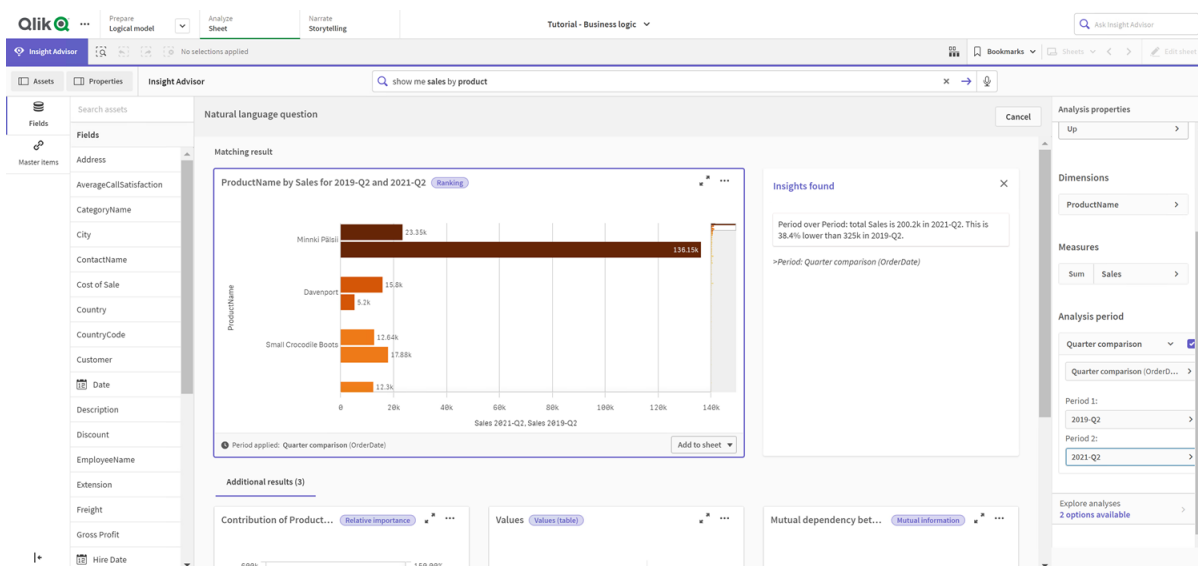 Qlik
Prepare
Logical model
Analyze
Sheet
Narrate
Storytelling
Tutorial - Business logic
Ask Insight Advisor
Insight Advisor
No selections applied
Bookmarks
Sheets
Edit sheet
Assets
Properties
Insight Advisor
show me sales by product
Fields
Master items
Search assets
Fields
Address
AverageCallSatisfaction
CategoryName
City
ContactName
Cost of Sale
Country
CountryCode
Customer
Date
Description
Discount
EmployeeName
Extension
Freight
Gross Profit
Hire Date
Natural language question
Cancel
Matching result
ProductName by Sales for 2019-Q2 and 2021-Q2 Ranking
ProductName
Minnki Pälsii
23.35k
136.15k
Davenport
15.8k
5.2k
Small Crocodile Boots
12.64k
17.88k
12.3k
0 20k 40k 60k 80k 100k 120k 140k
Sales 2021-Q2, Sales 2019-Q2
Period applied: Quarter comparison (OrderDate)
Add to sheet
Insights found
Period over Period: total Sales is 200.2k in 2021-Q2. This is
38.4% lower than 325k in 2019-Q2.
>Period: Quarter comparison (OrderDate)
Additional results (3)
Contribution of Product... Relative importance
Values Values (table)
Mutual dependency bet... Mutual information
Analysis properties
Up
Dimensions
ProductName
Measures
Sum Sales
Analysis period
Quarter comparison
Quarter comparison (OrderD...
Period 1:
2019-Q2
Period 2:
2021-Q2
Explore analyses
2 options available